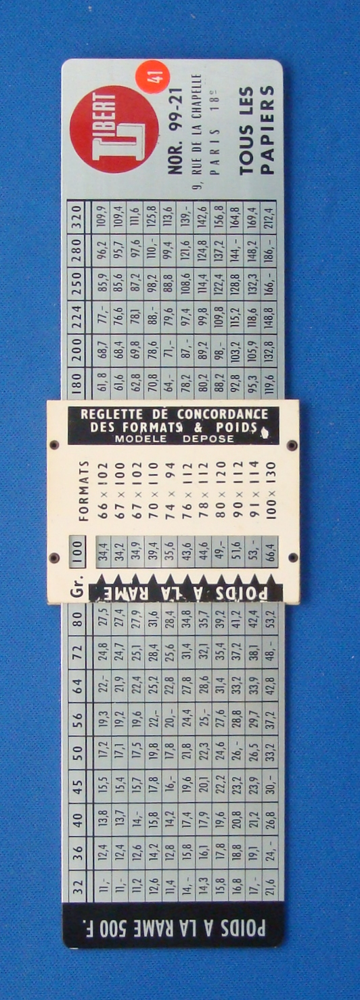 POIDS A LA RAME 500 F.
32 36 40 45 50 56 64 72 80 Gr. 100 FORMATS 180 200 224 250 280 320
11,- 12,4 13,8 15,5 17,2 19,3 22,- 24,8 27,5 34,4 66 x 102 61,8 68,7 77,- 85,9 96,2 109,9
11,- 12,4 13,7 15,4 17,1 19,2 21,9 24,7 27,4 34,2 67 x 100 61,6 68,4 76,6 85,6 95,7 109,4
11,2 12,6 14,- 15,7 17,5 19,6 22,4 25,1 27,9 34,9 67 x 102 62,8 69,8 78,1 87,2 97,6 111,6
12,6 14,2 15,8 17,8 19,8 22,- 25,2 28,4 31,6 39,4 70 x 110 70,8 78,6 88,- 98,2 110,- 125,8
11,4 12,8 14,2 16,- 17,8 20,- 22,8 25,6 28,4 35,6 74 x 94 64,- 71,- 79,6 88,8 99,4 113,6
14,- 15,8 17,4 19,6 21,8 24,4 27,8 31,4 34,8 43,6 76 x 112 78,2 87,- 97,4 108,6 121,6 139,-
14,3 16,1 17,9 20,1 22,3 25,- 28,6 32,1 35,7 44,6 78 x 112 80,2 89,2 99,8 114,4 124,8 142,6
15,8 17,8 19,6 22,2 24,6 27,6 31,4 35,4 39,2 49,- 80 x 120 88,2 98,- 109,8 122,4 137,2 156,8
16,8 18,8 20,8 23,2 26,- 28,8 33,2 37,2 41,2 51,6 90 x 112 92,8 103,2 115,2 128,8 144,- 164,8
17,- 19,1 21,2 23,9 26,5 29,7 33,9 38,1 42,4 53,- 91 x 114 95,3 105,9 118,6 132,3 148,2 169,4
21,6 24,- 26,8 30,- 33,2 37,2 42,8 48,- 53,2 66,4 100 x 130 119,6 132,8 148,8 166,- 186,- 212,4
POIDS A LA RAME
REGLETTE DE CONCORDANCE
DES FORMATS & POIDS
MODELE DEPOSE
LIBERT
41
NOR. 99-21
9, RUE DE LA CHAPELLE
PARIS 18e
TOUS LES
PAPIERS